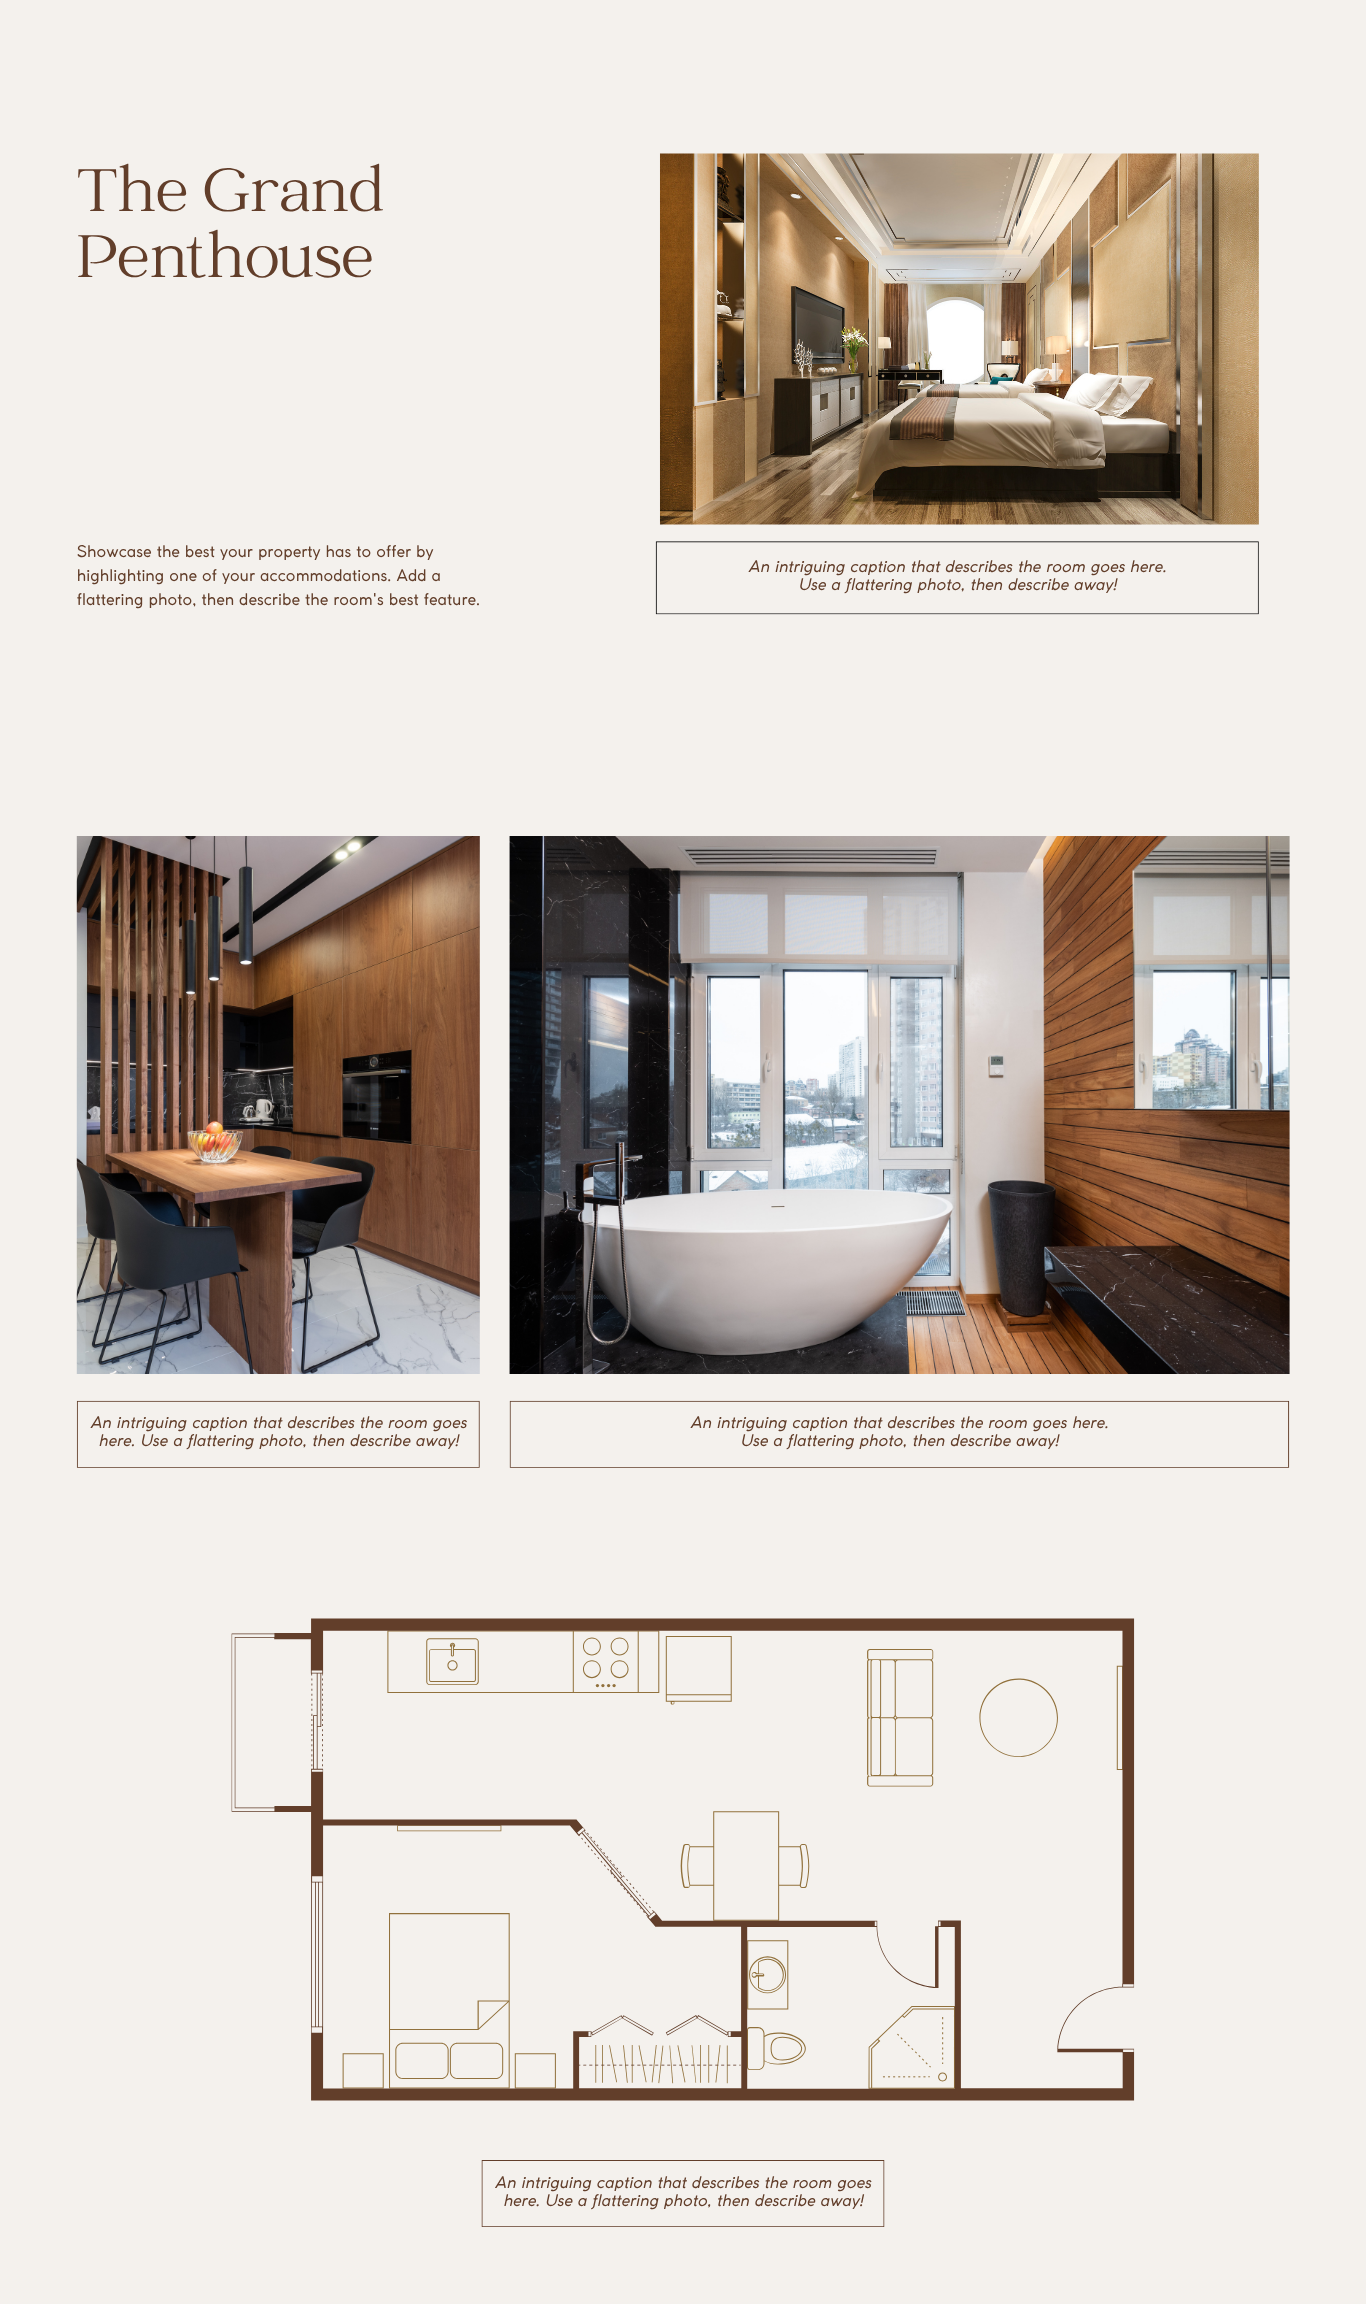 The Grand
Penthouse
Showcase the best your property has to offer by
highlighting one of your accommodations. Add a
flattering photo, then describe the room's best feature.
An intriguing caption that describes the room goes here.
Use a flattering photo, then describe away!
An intriguing caption that describes the room goes
here. Use a flattering photo, then describe away!
An intriguing caption that describes the room goes here.
Use a flattering photo, then describe away!
An intriguing caption that describes the room goes
here. Use a flattering photo, then describe away!